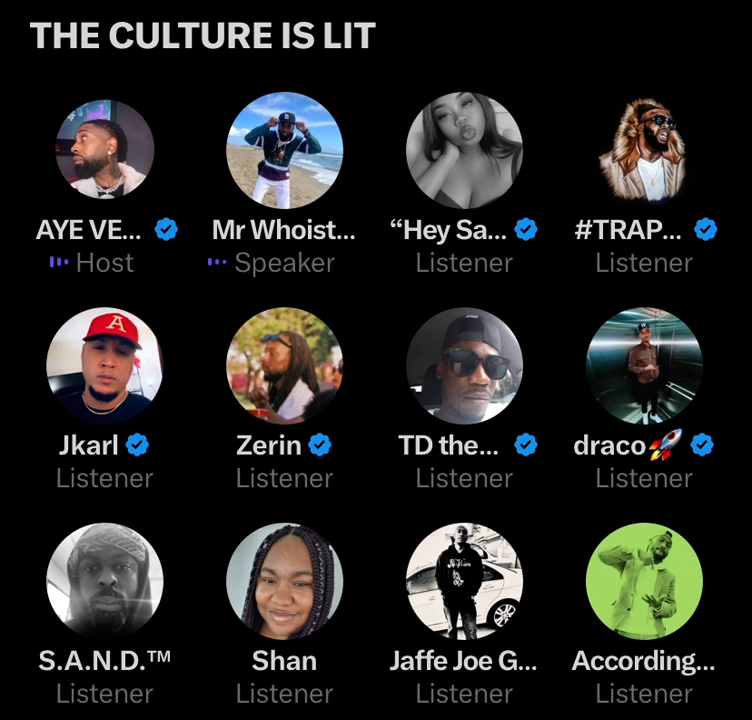 THE CULTURE IS LIT
AYE VE... Mr Whoist... “Hey Sa... #TRAP...
Host Speaker Listener Listener
A
Jkarl Zerin TD the... draco🚀
Listener Listener Listener Listener
S.A.N.D.™ Shan Jaffe Joe G... According...
Listener Listener Listener Listener